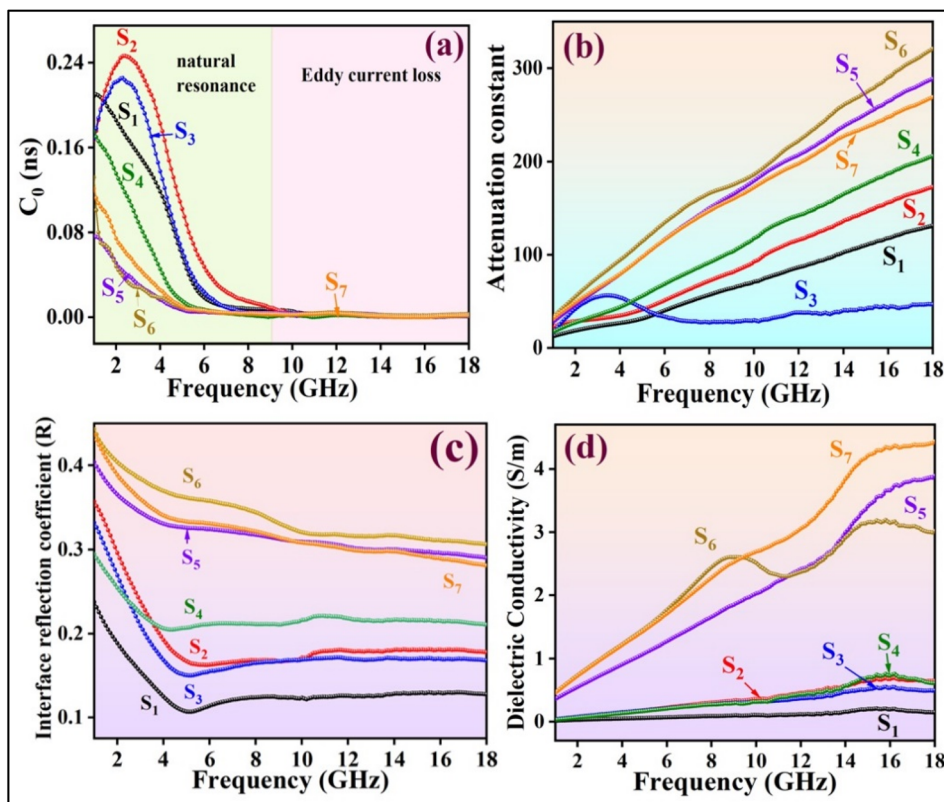 (a)
natural
resonance
Eddy current loss
S2
S1
S3
S4
S5
S6
S7
0.24
0.16
0.08
0.00
C0 (ns)
2 4 6 8 10 12 14 16 18
Frequency (GHz)
(b)
S6
S5
S7
S4
S2
S1
S3
300
200
100
0
Attenuation constant
2 4 6 8 10 12 14 16 18
Frequency (GHz)
(c)
S6
S5
S7
S4
S2
S3
S1
0.4
0.3
0.2
0.1
Interface reflection coefficient (R)
2 4 6 8 10 12 14 16 18
Frequency (GHz)
(d)
S7
S5
S6
S4
S3
S2
S1
4
3
2
1
0
Dielectric Conductivity (S/m)
2 4 6 8 10 12 14 16 18
Frequency (GHz)